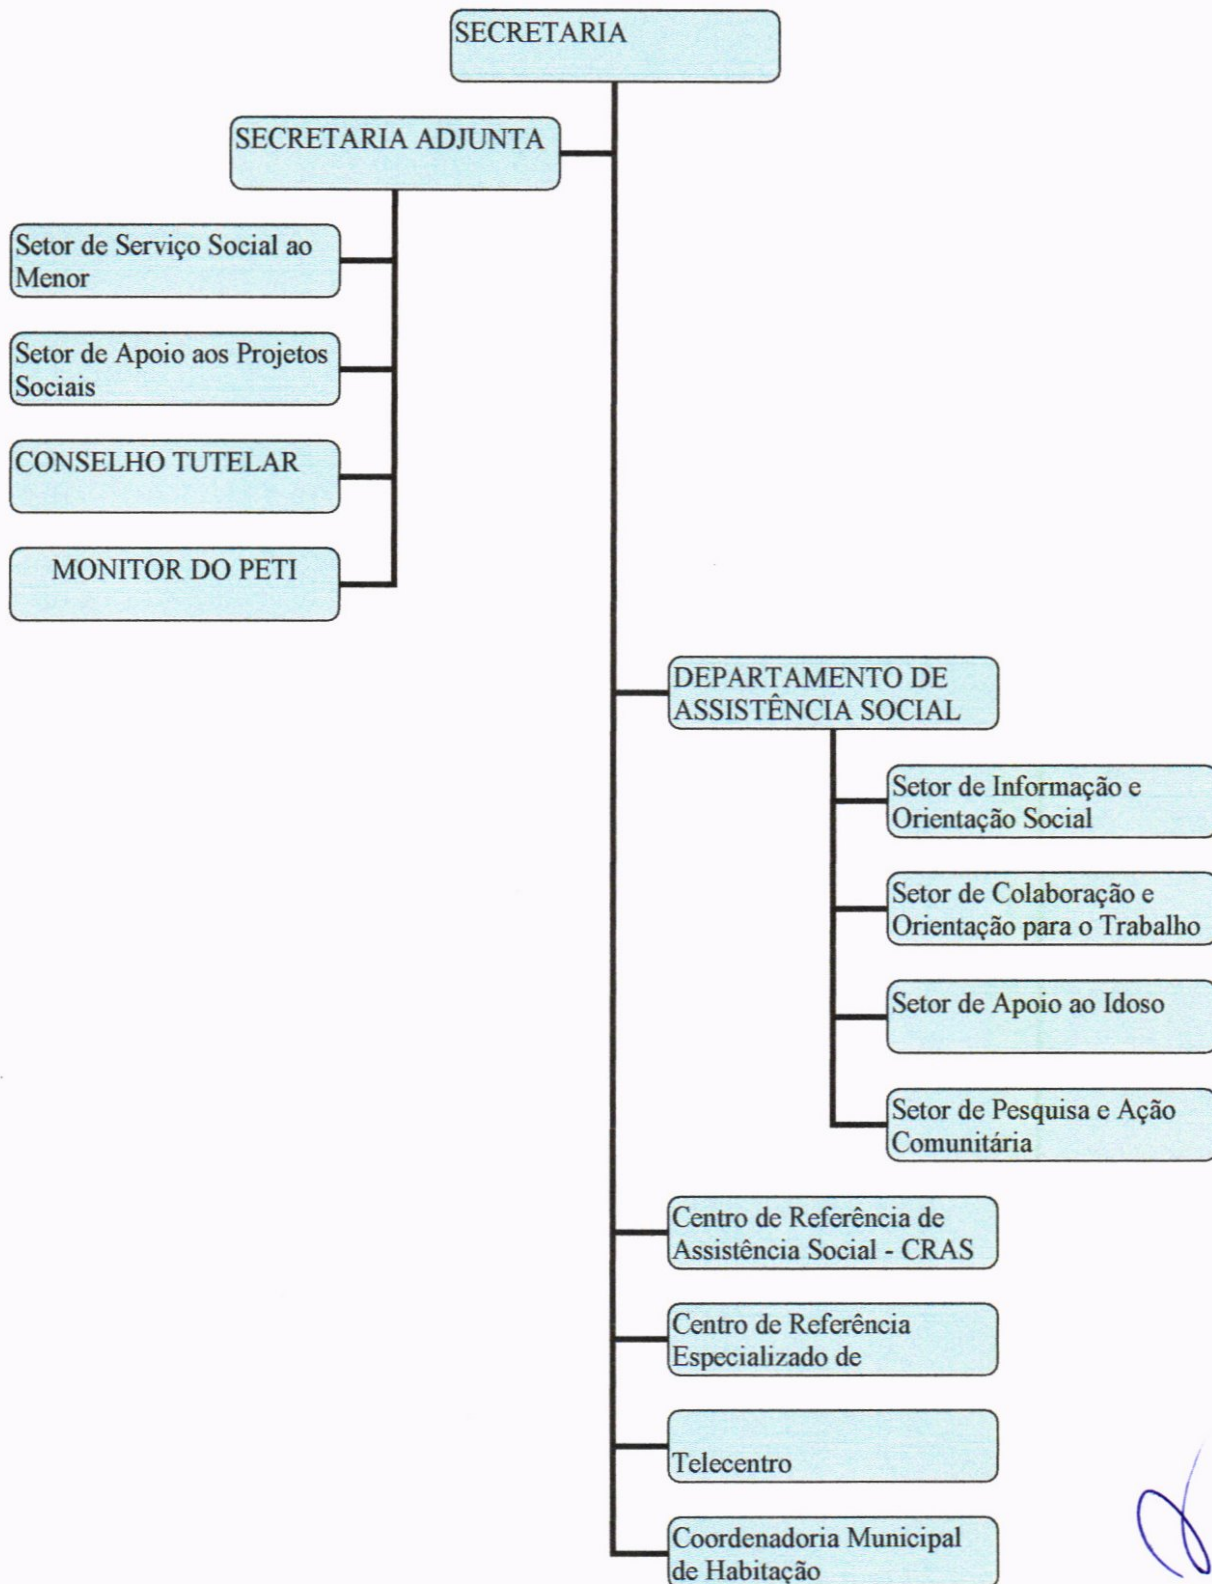 SECRETARIA
SECRETARIA ADJUNTA
Setor de Serviço Social ao
Menor
Setor de Apoio aos Projetos
Sociais
CONSELHO TUTELAR
MONITOR DO PETI
DEPARTAMENTO DE
ASSISTÊNCIA SOCIAL
Setor de Informação e
Orientação Social
Setor de Colaboração e
Orientação para o Trabalho
Setor de Apoio ao Idoso
Setor de Pesquisa e Ação
Comunitária
Centro de Referência de
Assistência Social - CRAS
Centro de Referência
Especializado de
Telecentro
Coordenadoria Municipal
de Habitação